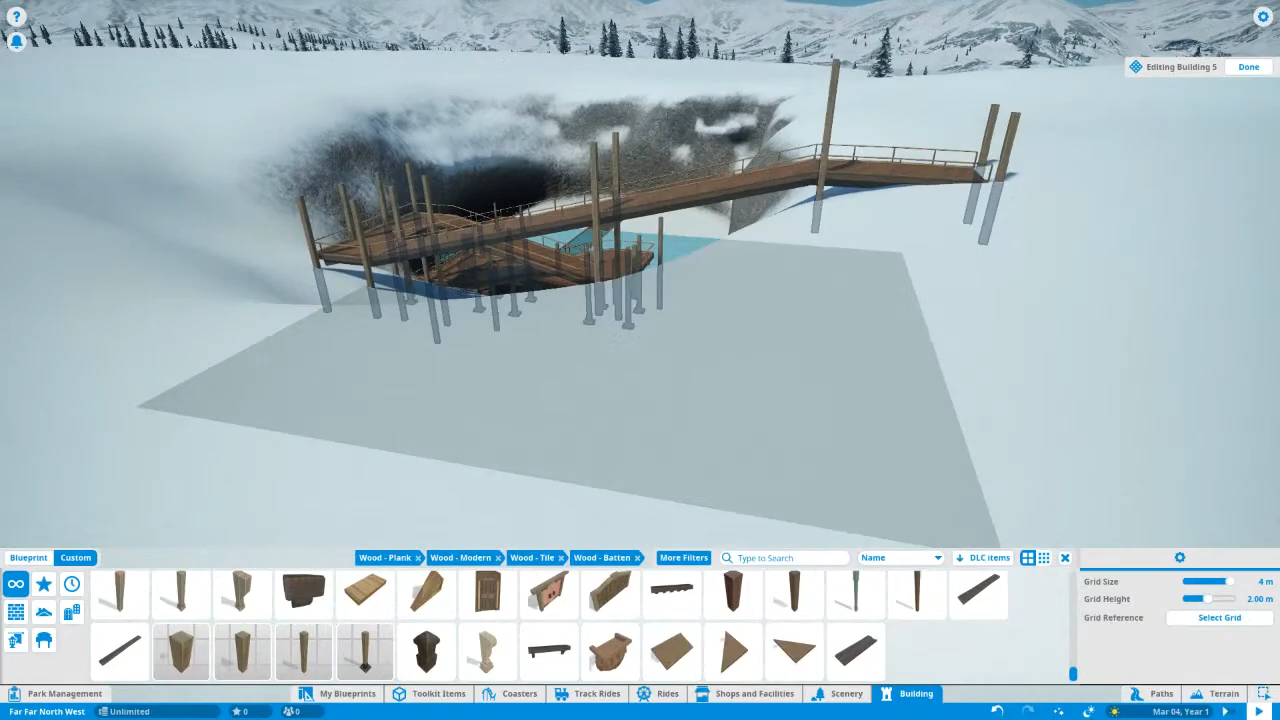 ?
Editing Building 5 Done
Blueprint Custom Wood - Plank × Wood - Modern × Wood - Tile × Wood - Batten × More Filters Type to Search Name DLC items
Grid Size 4 m
Grid Height 2.00 m
Grid Reference Select Grid
Park Management My Blueprints Toolkit Items Coasters Track Rides Rides Shops and Facilities Scenery Building Paths Terrain
Far Far North West Unlimited 0 0 Mar 04, Year 1